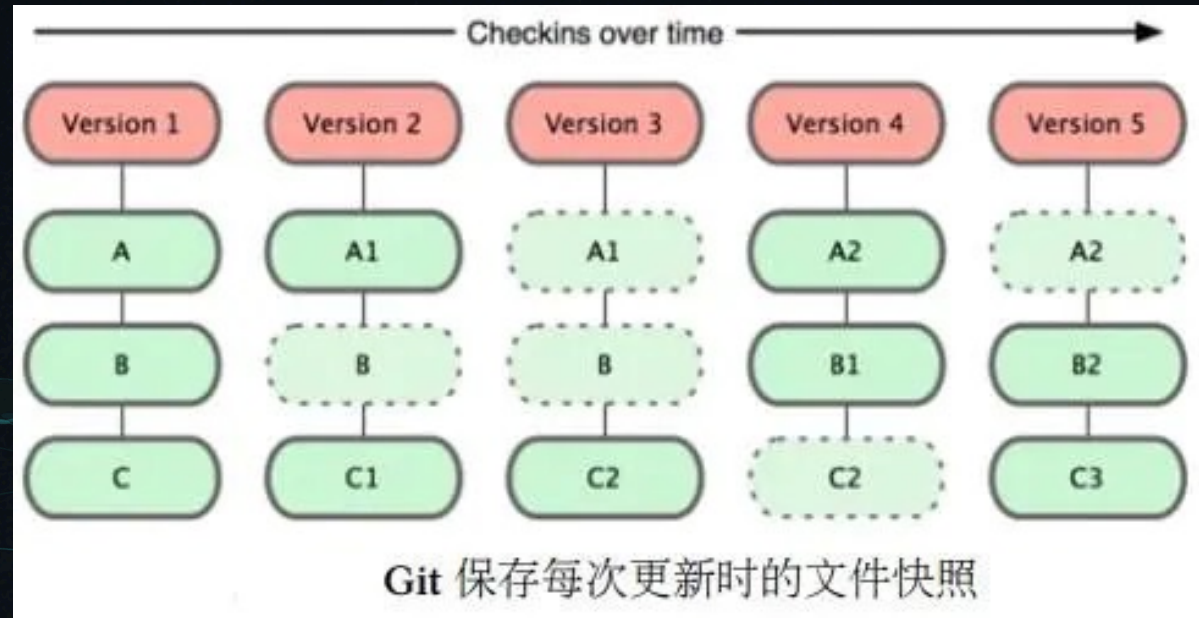 Checkins over time
Version 1 Version 2 Version 3 Version 4 Version 5
A A1 A1 A2 A2
B B B B1 B2
C C1 C2 C2 C3
Git 保存每次更新时的文件快照